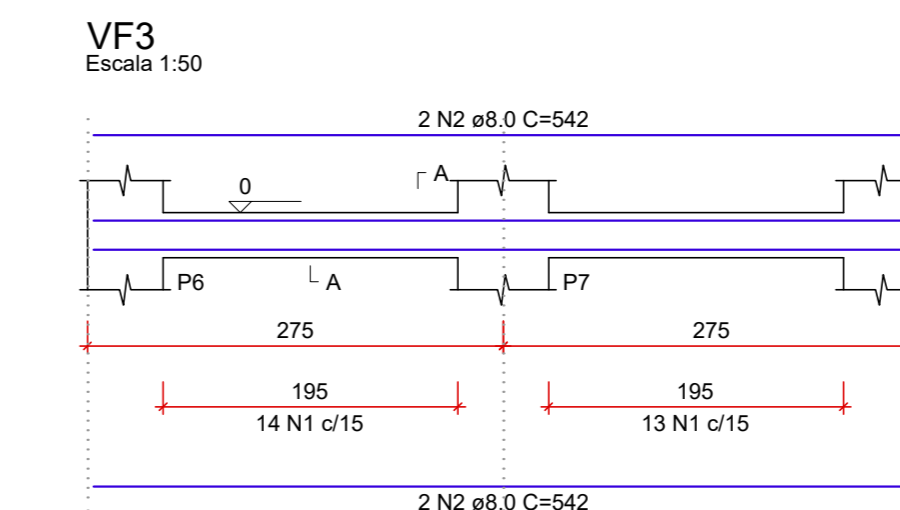 VF3
Escala 1:50
2 N2 ø8.0 C=542
A
0
P6
A
P7
275
275
195
195
14 N1 c/15
13 N1 c/15
2 N2 ø8.0 C=542